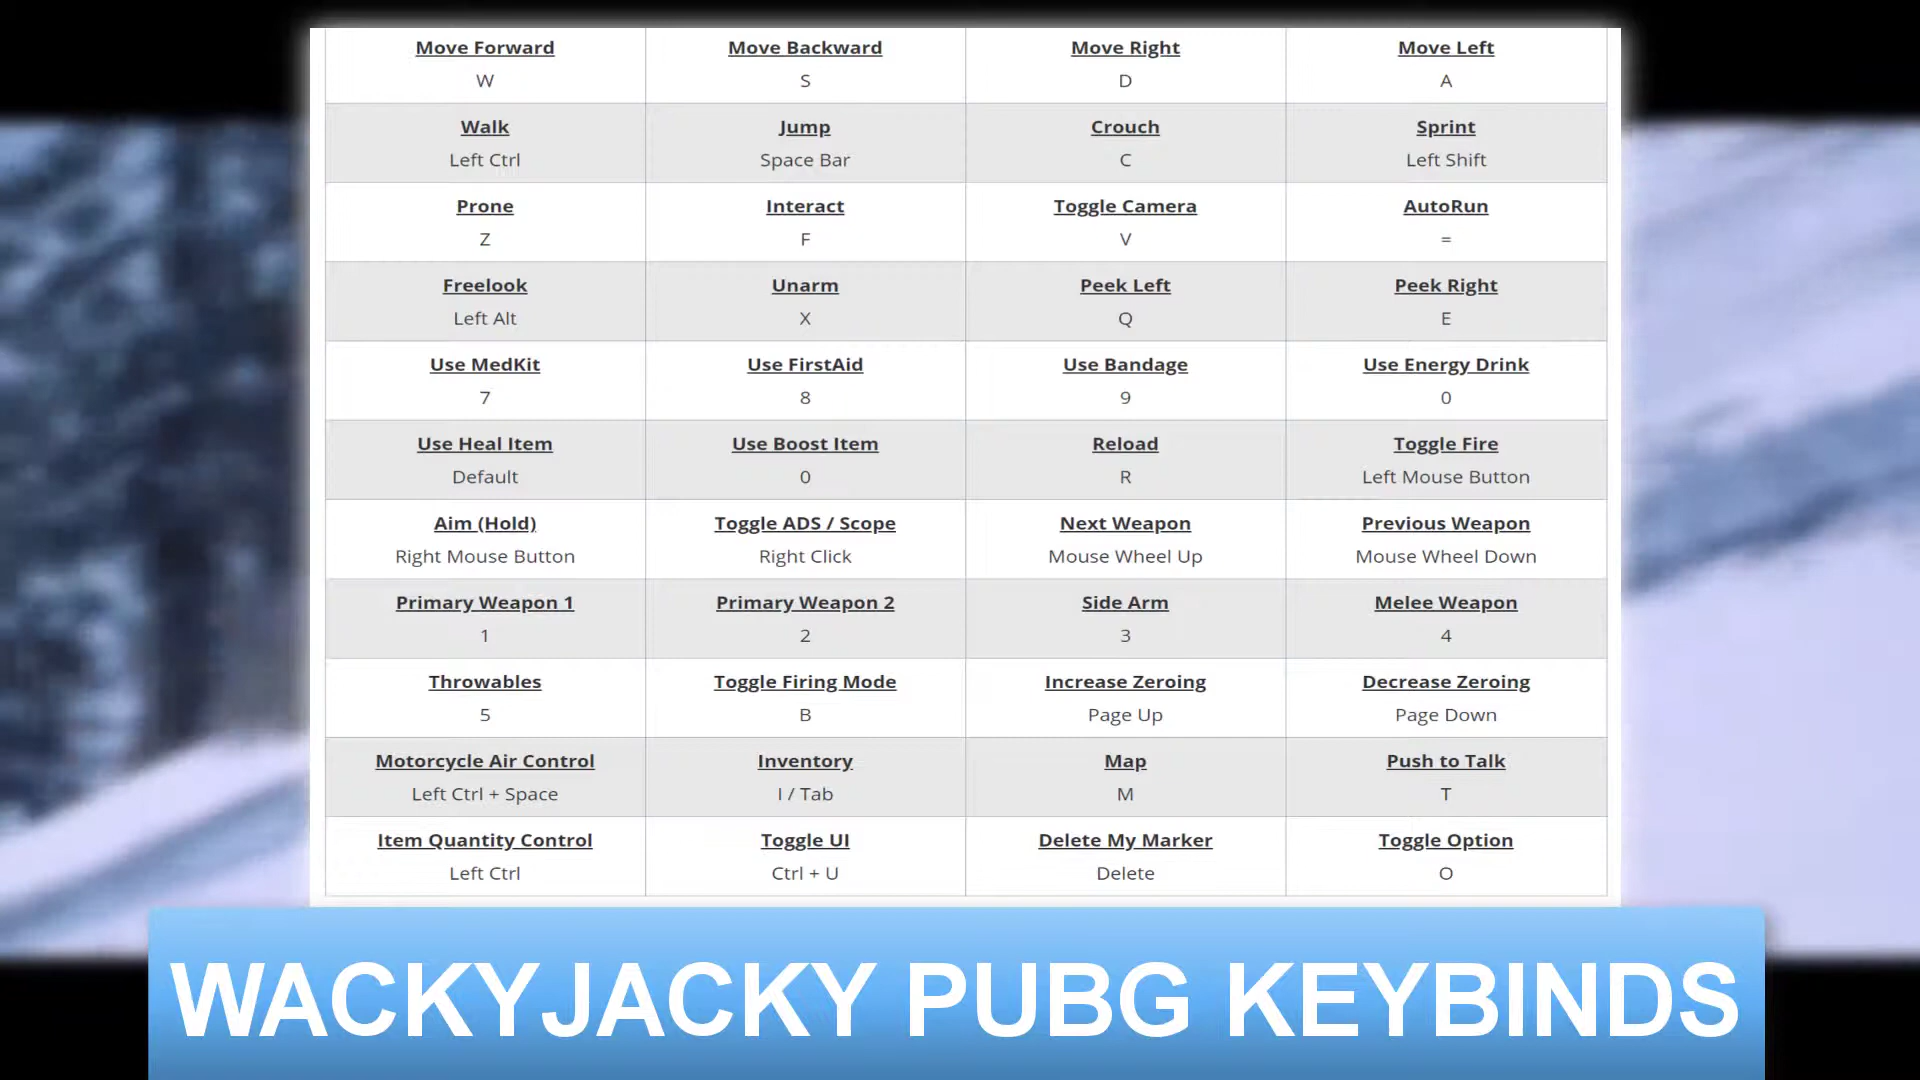 Move Forward Move Backward Move Right Move Left
W S D A
Walk Jump Crouch Sprint
Left Ctrl Space Bar C Left Shift
Prone Interact Toggle Camera AutoRun
Z F V =
Freelook Unarm Peek Left Peek Right
Left Alt X Q E
Use MedKit Use FirstAid Use Bandage Use Energy Drink
7 8 9 0
Use Heal Item Use Boost Item Reload Toggle Fire
Default 0 R Left Mouse Button
Aim (Hold) Toggle ADS / Scope Next Weapon Previous Weapon
Right Mouse Button Right Click Mouse Wheel Up Mouse Wheel Down
Primary Weapon 1 Primary Weapon 2 Side Arm Melee Weapon
1 2 3 4
Throwables Toggle Firing Mode Increase Zeroing Decrease Zeroing
5 B Page Up Page Down
Motorcycle Air Control Inventory Map Push to Talk
Left Ctrl + Space I / Tab M T
Item Quantity Control Toggle UI Delete My Marker Toggle Option
Left Ctrl Ctrl + U Delete O
WACKYJACKY PUBG KEYBINDS